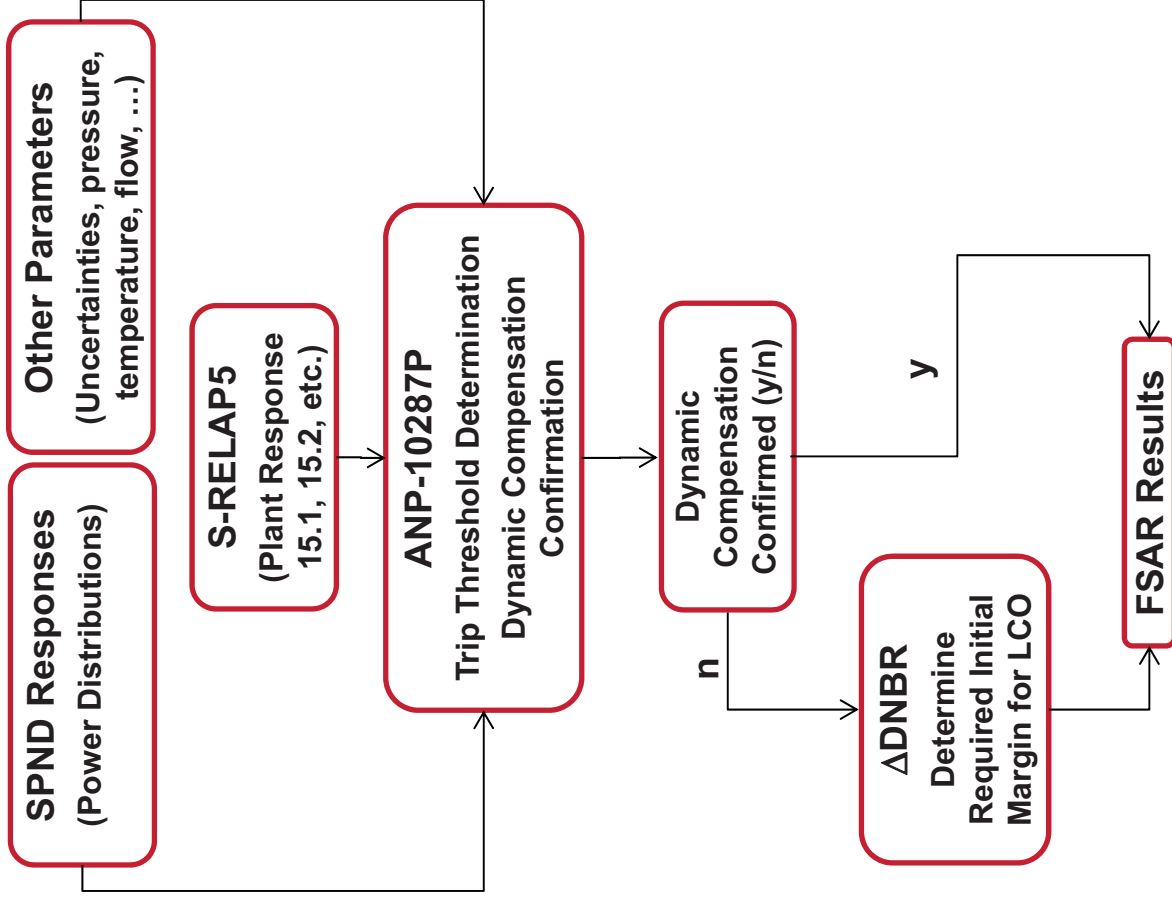 SPND Responses
(Power Distributions)
Other Parameters
(Uncertainties, pressure,
temperature, flow, …)
S-RELAP5
(Plant Response
15.1, 15.2, etc.)
ANP-10287P
Trip Threshold Determination
Dynamic Compensation
Confirmation
Dynamic
Compensation
Confirmed (y/n)
n
y
ΔDNBR
Determine
Required Initial
Margin for LCO
FSAR Results